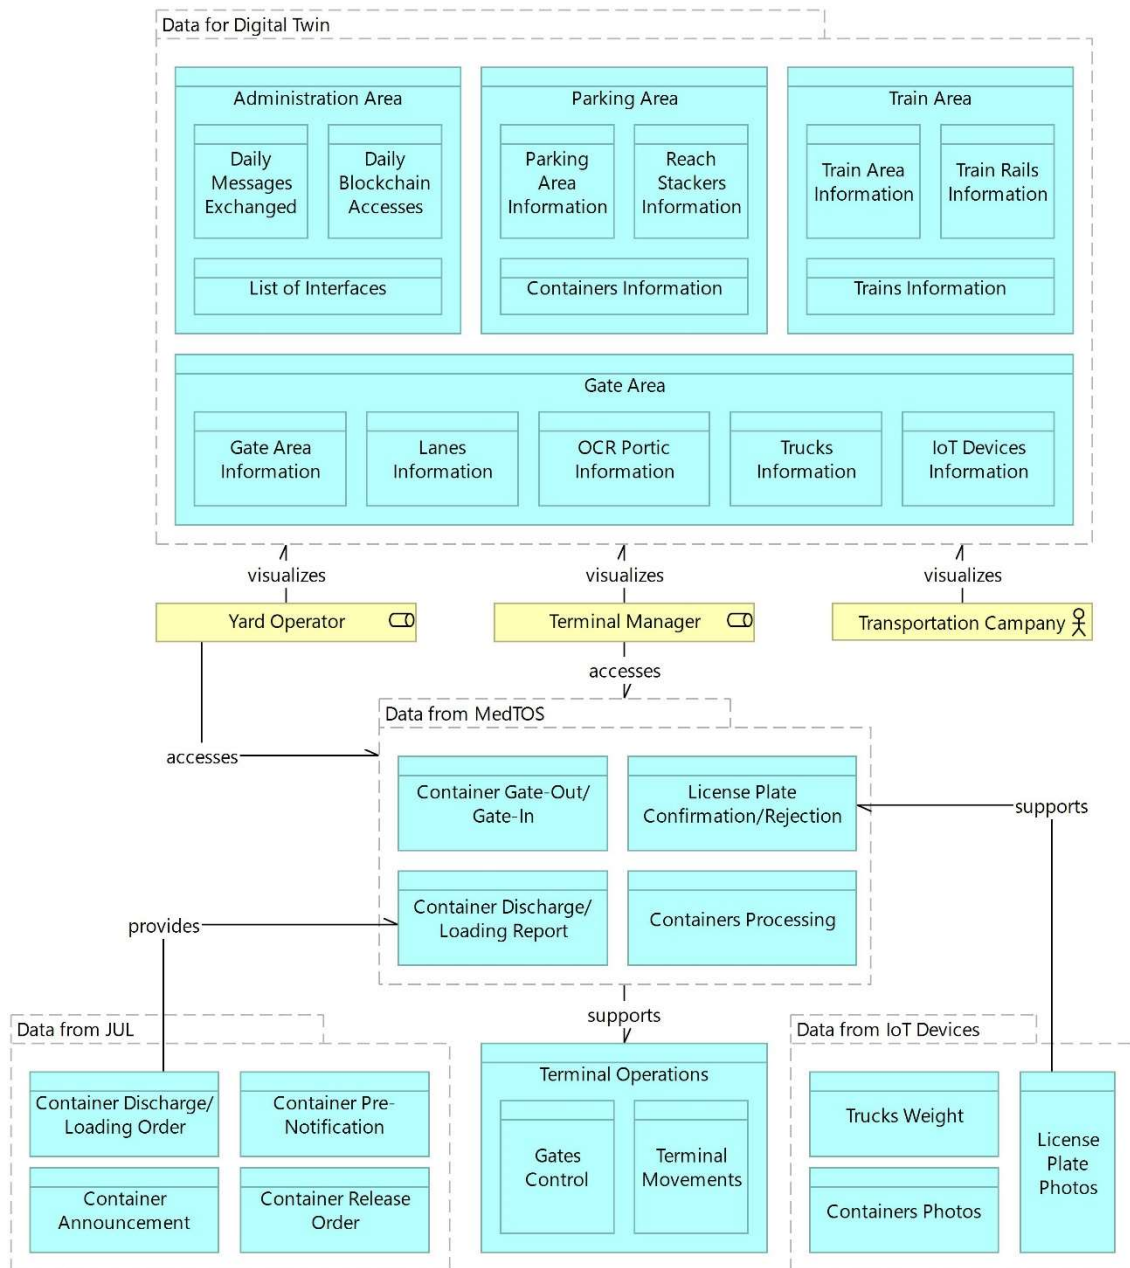 Data for Digital Twin
Administration Area
Parking Area
Train Area
Daily
Messages
Exchanged
Daily
Blockchain
Accesses
Parking
Area
Information
Reach
Stackers
Information
Train Area
Information
Train Rails
Information
List of Interfaces
Containers Information
Trains Information
Gate Area
Gate Area
Information
Lanes
Information
OCR Portic
Information
Trucks
Information
IoT Devices
Information
visualizes
visualizes
visualizes
Yard Operator
Terminal Manager
Transportation Campany
accesses
Data from MedTOS
accesses
Container Gate-Out/
Gate-In
License Plate
Confirmation/Rejection
supports
Container Discharge/
Loading Report
Containers Processing
provides
supports
Data from JUL
Data from IoT Devices
Container Discharge/
Loading Order
Container Pre-
Notification
Container
Announcement
Container Release
Order
Terminal Operations
Gates
Control
Terminal
Movements
Trucks Weight
Containers Photos
License
Plate
Photos